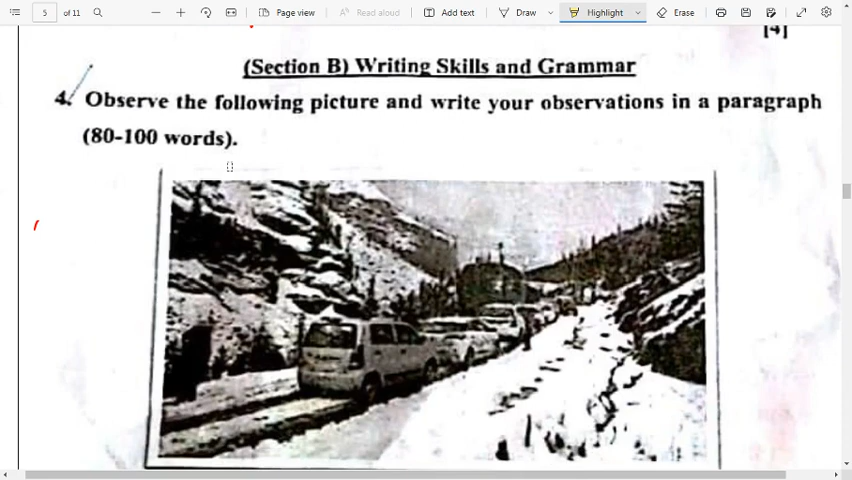 5 of 11 Page view Read aloud Add text Draw Highlight Erase
[4]
(Section B) Writing Skills and Grammar
4. Observe the following picture and write your observations in a paragraph
(80-100 words).